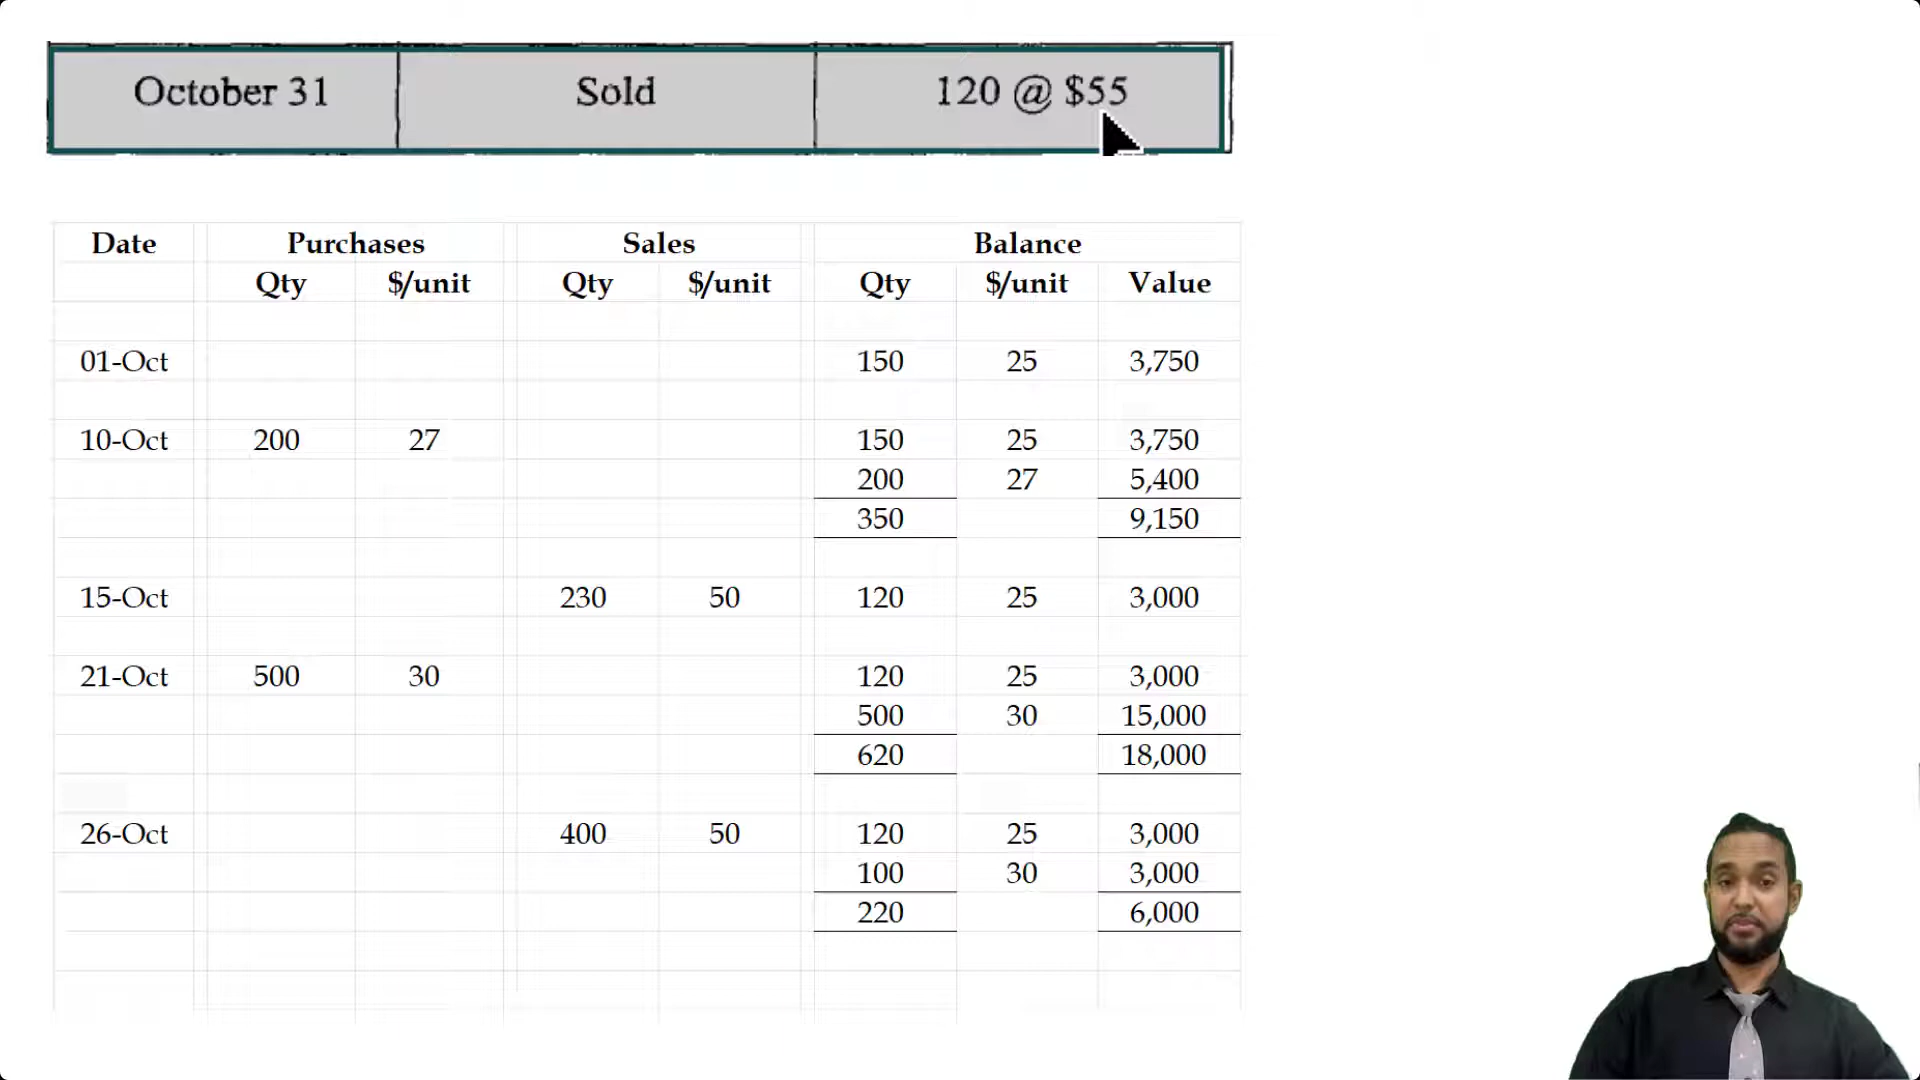 October 31 Sold 120 @ $55
Date Purchases Sales Balance
Qty $/unit Qty $/unit Qty $/unit Value
01-Oct 150 25 3,750
10-Oct 200 27 150 25 3,750
200 27 5,400
350 9,150
15-Oct 230 50 120 25 3,000
21-Oct 500 30 120 25 3,000
500 30 15,000
620 18,000
26-Oct 400 50 120 25 3,000
100 30 3,000
220 6,000